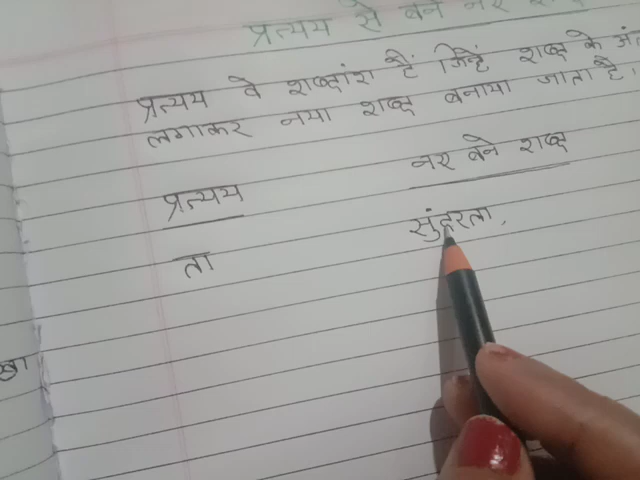 प्रत्यय से बने नए
प्रत्यय वे शब्दांश हैं जिन्हें शब्द के अंत
लगाकर नया शब्द बनाया जाता है।
प्रत्यय नए बने शब्द
ता सुंदरता,